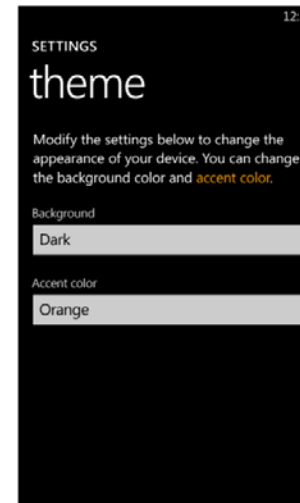 12:
SETTINGS
theme
Modify the settings below to change the
appearance of your device. You can change
the background color and accent color.
Background
Dark
Accent color
Orange